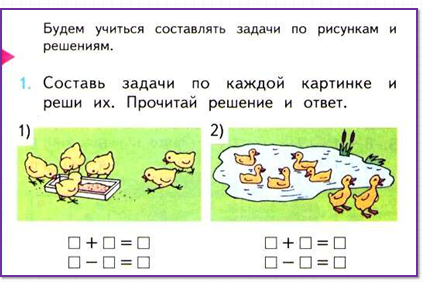 Будем учиться составлять задачи по рисункам и
решениям.
1. Составь задачи по каждой картинке и
реши их. Прочитай решение и ответ.
1) 2)
□ + □ = □ □ + □ = □
□ − □ = □ □ − □ = □